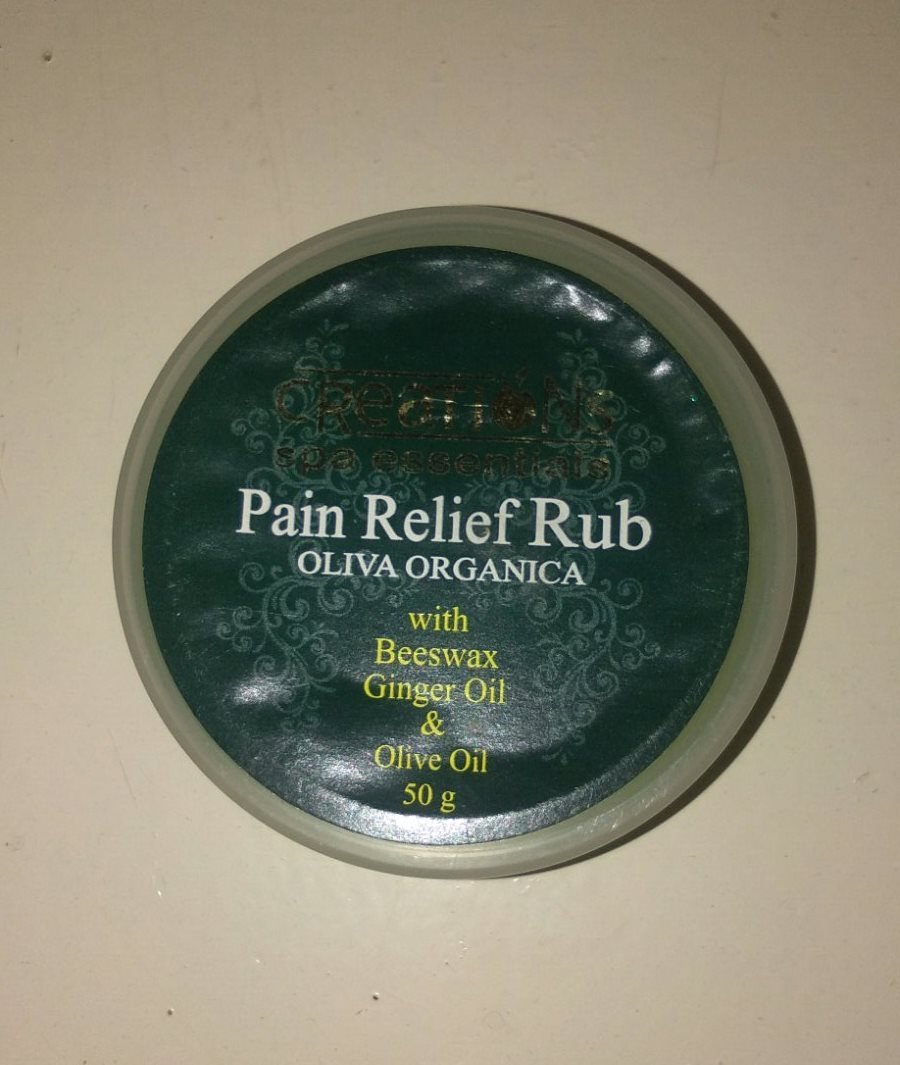 CREATIONS
spa essentials
Pain Relief Rub
OLIVA ORGANICA
with
Beeswax
Ginger Oil
&
Olive Oil
50 g